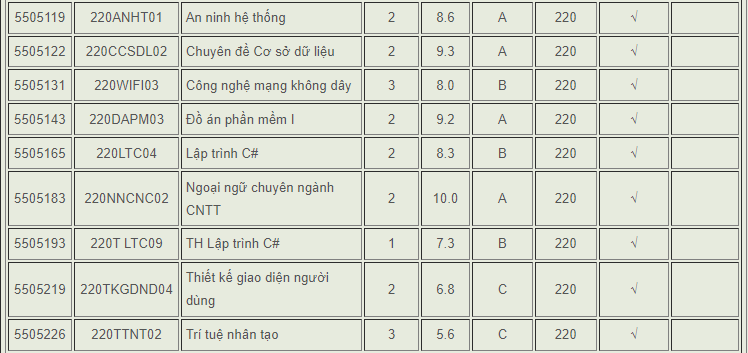 5505119 220ANHT01 An ninh hệ thống 2 8.6 A 220 √
5505122 220CCSDL02 Chuyên đề Cơ sở dữ liệu 2 9.3 A 220 √
5505131 220WIFI03 Công nghệ mạng không dây 3 8.0 B 220 √
5505143 220DAPM03 Đồ án phần mềm I 2 9.2 A 220 √
5505165 220LTC04 Lập trình C# 2 8.3 B 220 √
5505183 220NNCNC02 Ngoại ngữ chuyên ngành
CNTT 2 10.0 A 220 √
5505193 220T LTC09 TH Lập trình C# 1 7.3 B 220 √
5505219 220TKGDND04 Thiết kế giao diện người
dùng 2 6.8 C 220 √
5505226 220TTNT02 Trí tuệ nhân tạo 3 5.6 C 220 √